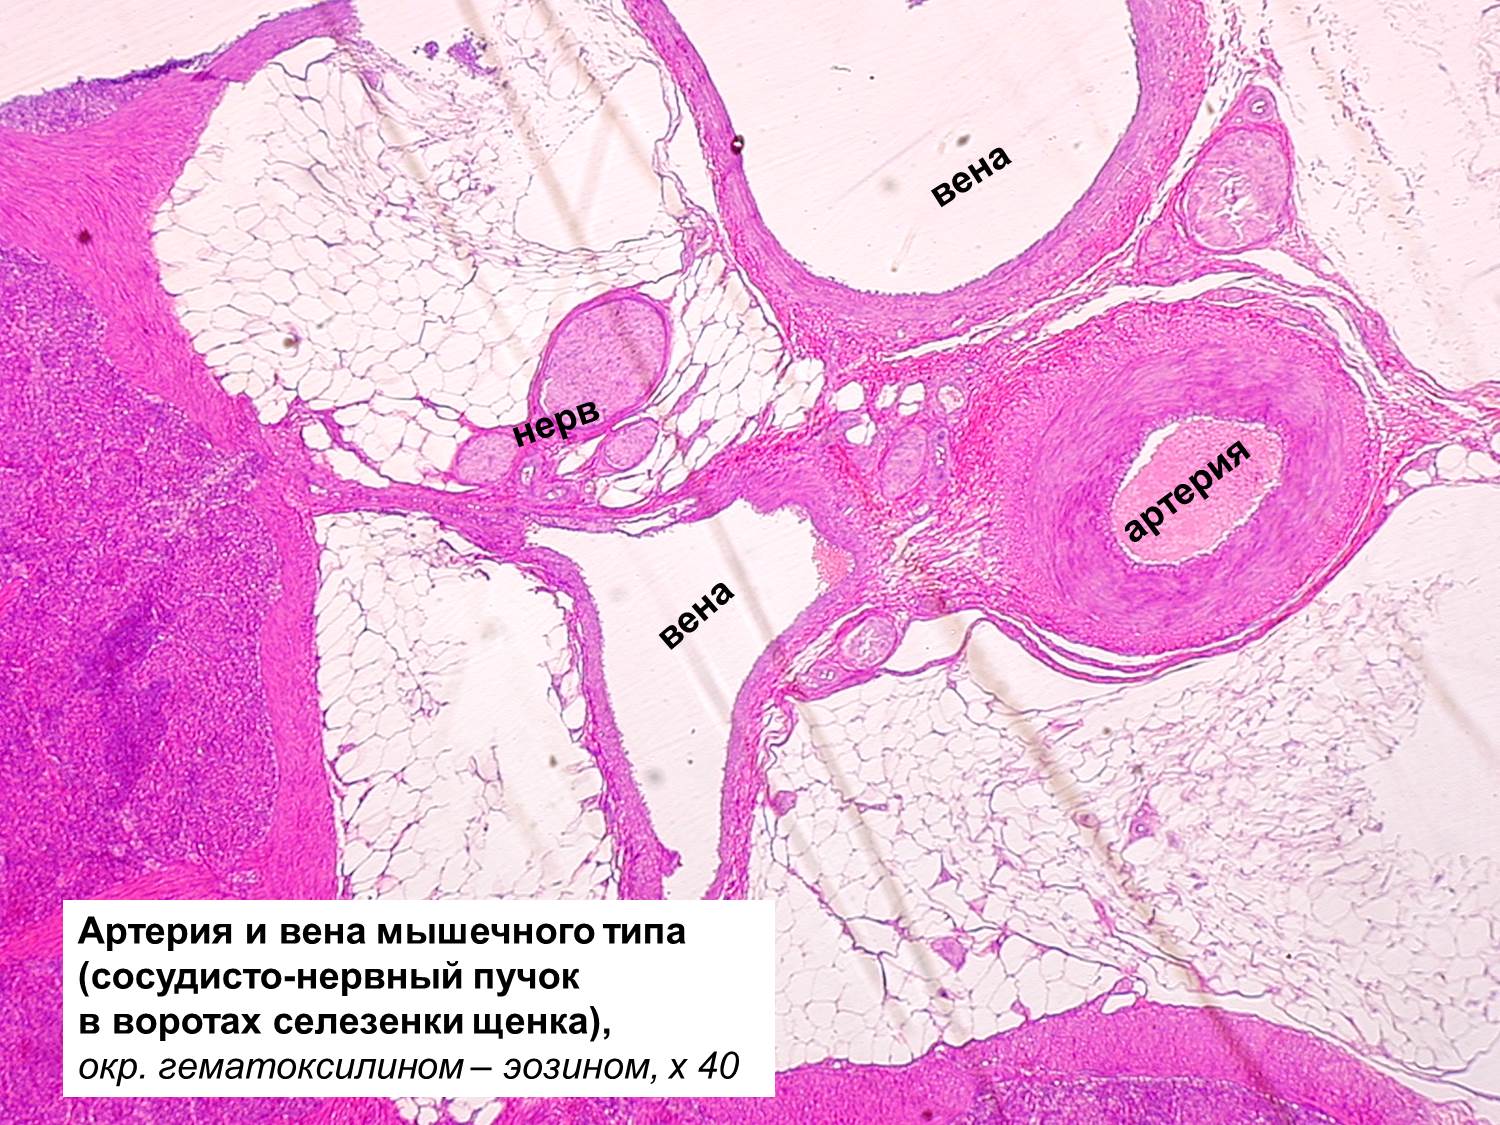 вена
нерв
артерия
вена
Артерия и вена мышечного типа
(сосудисто-нервный пучок
в воротах селезенки щенка),
окр. гематоксилином – эозином, х 40